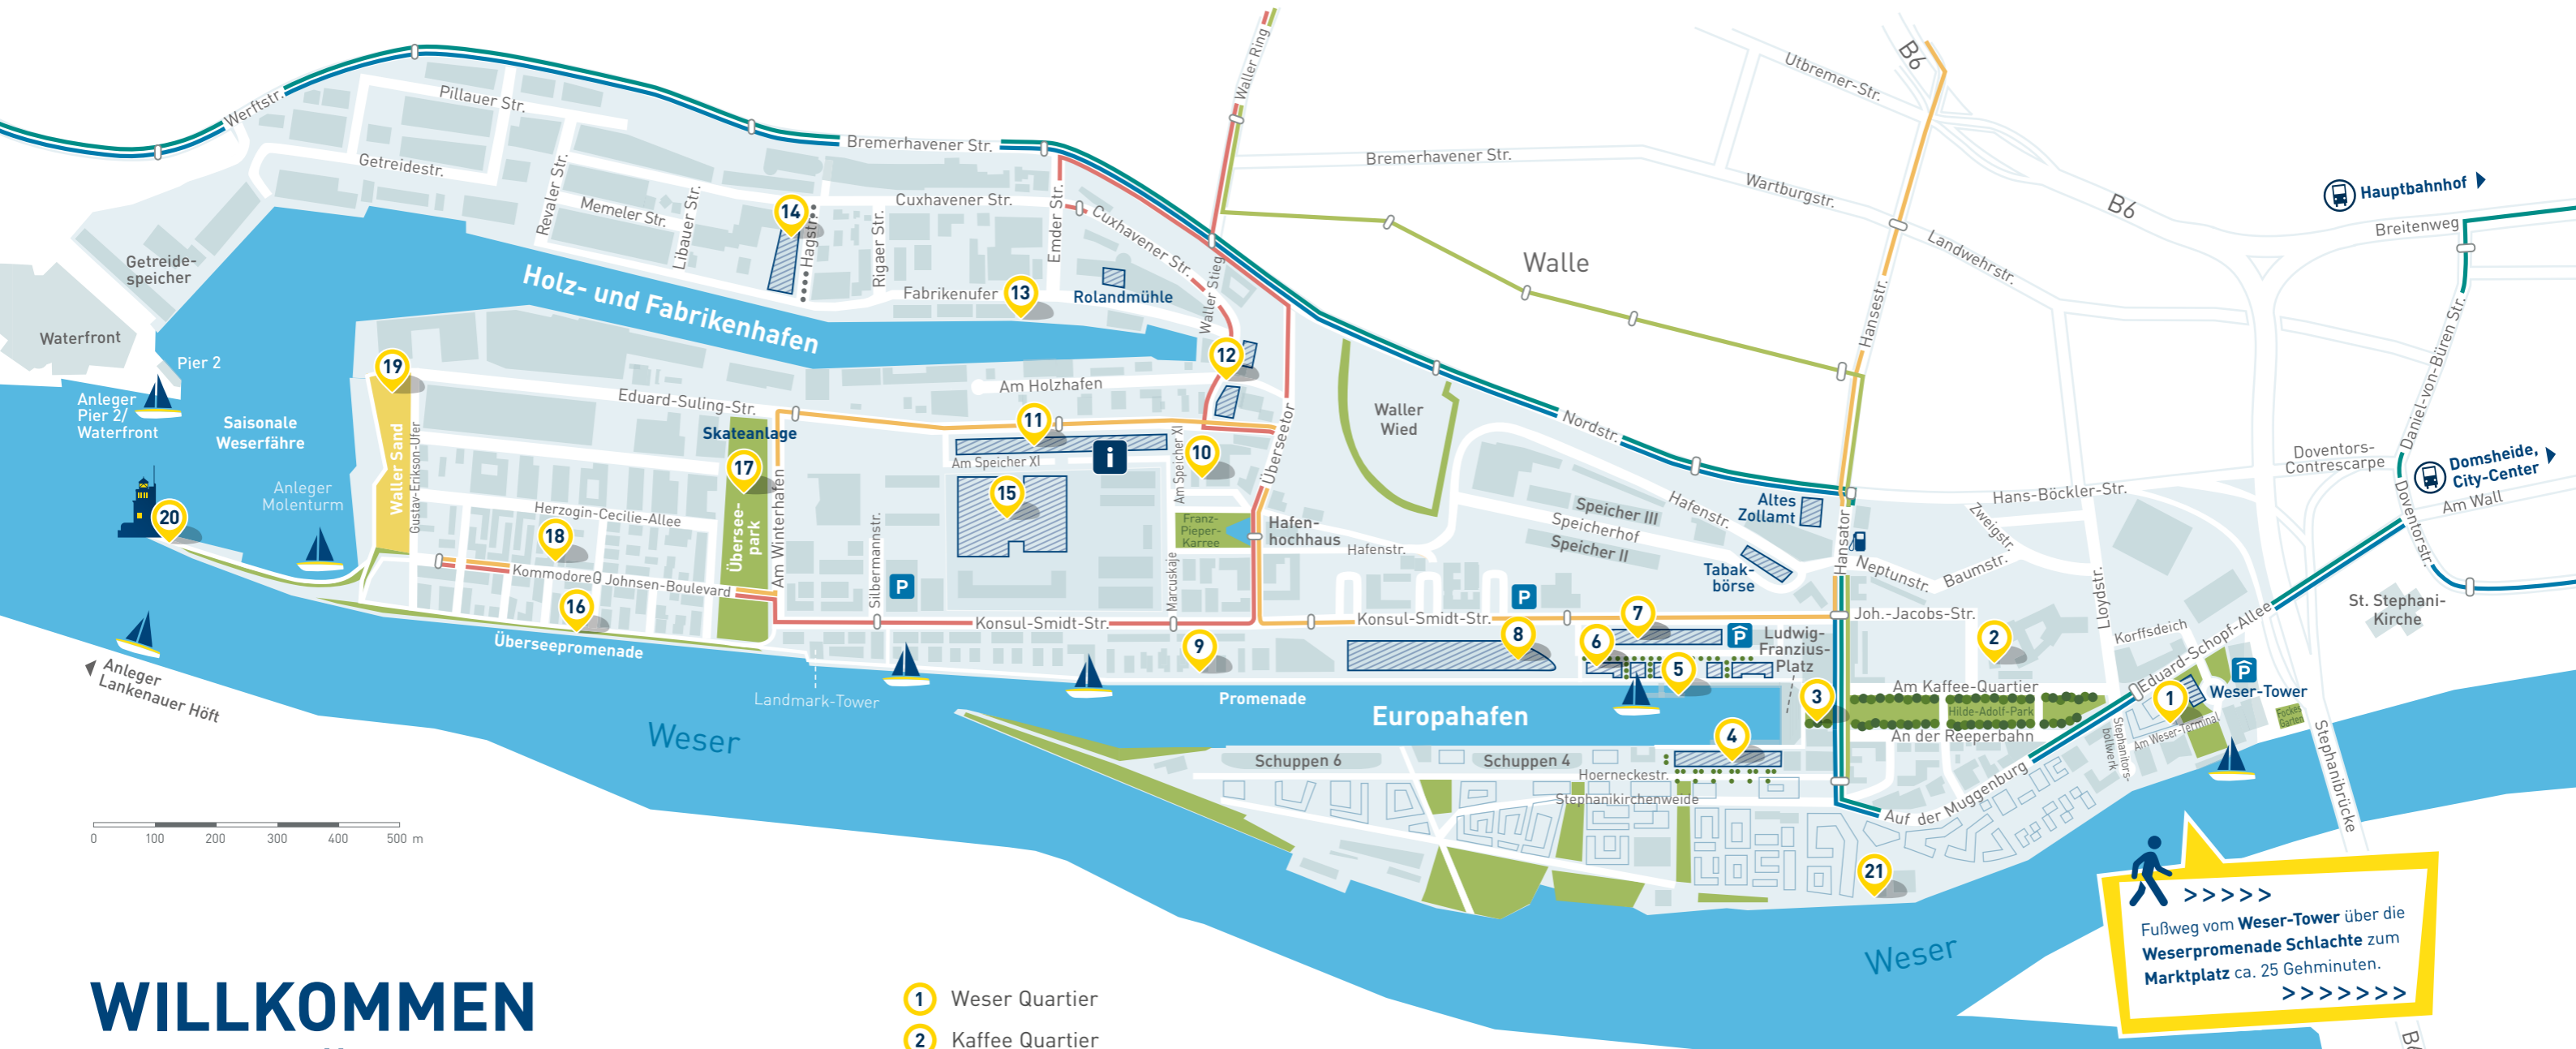 Werftstr.
Pillauer Str.
Getreidestr.
Revaler Str.
Memeler Str.
Libauer Str.
14
Hagstr.
Bremerhavener Str.
Cuxhavener Str.
Rigaer Str.
Emder Str.
Cuxhavener Str.
Fabrikenufer
13
Rolandmühle
Waller Stieg
Waller Ring
Bremerhavener Str.
Utbremer-Str.
B6
Wartburgstr.
Walle
Hansestr.
Landwehrstr.
B6
Hauptbahnhof
Breitenweg
Daniel-von-Büren Str.
Doventors-
Contrescarpe
Domsheide,
City-Center
Am Wall
Doventorstr.
Getreide-
speicher
Waterfront
Pier 2
Anleger
Pier 2/
Waterfront
Saisonale
Weserfähre
Anleger
Molenturm
20
19
Waller Sand
Gustav-Erikson-Ufer
Holz- und Fabrikenhafen
Eduard-Suling-Str.
Skateanlage
17
Übersee-
park
Am Winterhafen
Herzogin-Cecilie-Allee
18
Kommodore
Johnsen-Boulevard
16
Überseepromenade
Am Holzhafen
12
11
Am Speicher XI
i
15
Am Speicher XI
10
Überseetor
Franz-
Pieper-
Karree
Hafen-
hochhaus
Marcuskaje
Silbermannstr.
P
Konsul-Smidt-Str.
Landmark-Tower
9
Promenade
Waller
Wied
Nordstr.
Speicher III
Speicherhof
Speicher II
Hafenstr.
Hafenstr.
Altes
Zollamt
Tabak-
börse
Hansator
Hans-Böckler-Str.
Zweigstr.
Neptunstr.
Baumstr.
Joh.-Jacobs-Str.
Lloydstr.
P
Konsul-Smidt-Str.
7
8
6
5
P
Ludwig-
Franzius-
Platz
3
2
Korffsdeich
Eduard-Schopf-Allee
St. Stephani-
Kirche
P
1
Weser-Tower
Am Weser-Terminal
Fockes
Garten
Stephanitors-
bollwerk
Stephanibrücke
Am Kaffee-Quartier
Hilde-Adolf-Park
An der Reeperbahn
Auf der Muggenburg
Europahafen
4
Schuppen 6
Schuppen 4
Hoerneckestr.
Stephanikirchenweide
21
Weser
Weser
Anleger
Lankenauer Höft
0 100 200 300 400 500 m
>>>>>
Fußweg vom Weser-Tower über die
Weserpromenade Schlachte zum
Marktplatz ca. 25 Gehminuten.
>>>>>>>
WILLKOMMEN
1 Weser Quartier
2 Kaffee Quartier